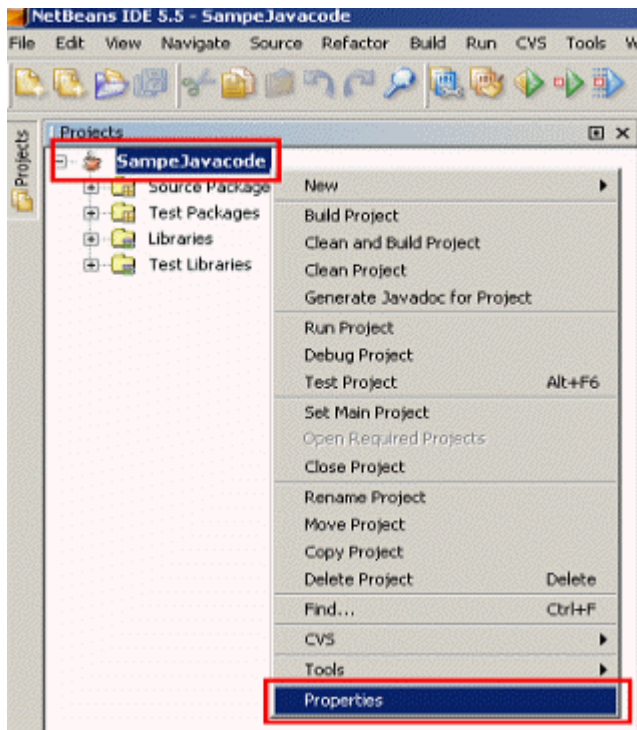 NetBeans IDE 5.5 - SampeJavacode
File Edit View Navigate Source Refactor Build Run CVS Tools W
Projects
Projects
SampeJavacode
Source Package
Test Packages
Libraries
Test Libraries
New
Build Project
Clean and Build Project
Clean Project
Generate Javadoc for Project
Run Project
Debug Project
Test Project Alt+F6
Set Main Project
Open Required Projects
Close Project
Rename Project
Move Project
Copy Project
Delete Project Delete
Find... Ctrl+F
CVS
Tools
Properties